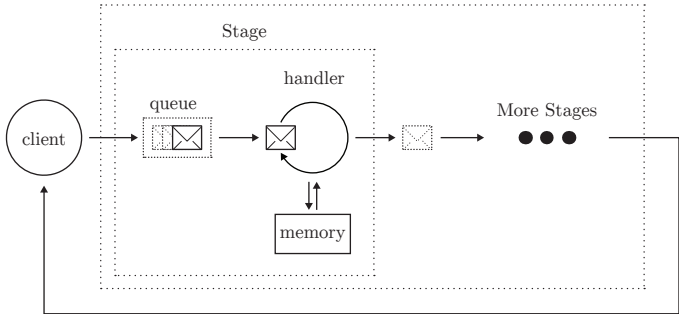 Stage
handler
queue
More Stages
client
memory